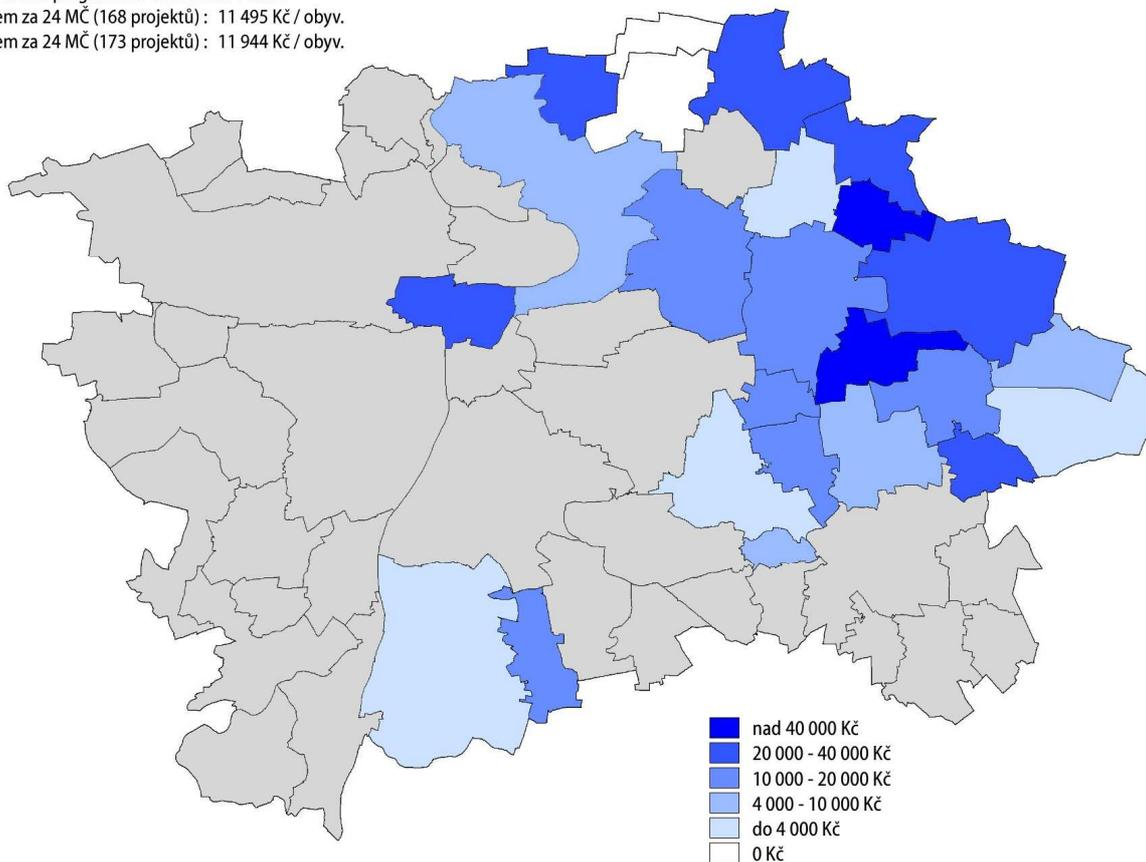 em za 24 MČ (168 projektů) : 11 495 Kč / obyv.
em za 24 MČ (173 projektů) : 11 944 Kč / obyv.
nad 40 000 Kč
20 000 - 40 000 Kč
10 000 - 20 000 Kč
4 000 - 10 000 Kč
do 4 000 Kč
0 Kč